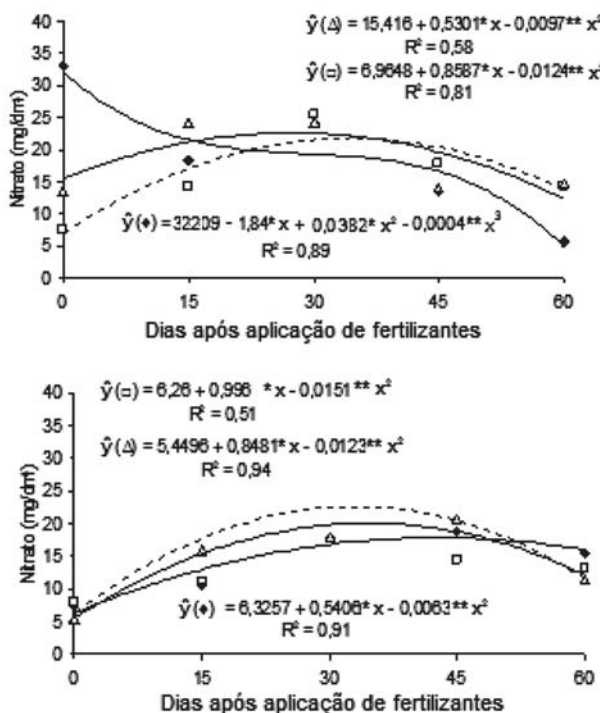 ŷ(Δ) = 15,416 + 0,5301* x - 0,0097** x²
R² = 0,58
ŷ(□) = 6,9648 + 0,8587* x - 0,0124** x²
R² = 0,81
40
35
30
25
20
15
10
5
0
Nitrato (mg/dm³)
ŷ(♦) = 32209 - 1,84* x + 0,0382* x² - 0,0004** x³
R² = 0,89
0 15 30 45 60
Dias após aplicação de fertilizantes
ŷ(□) = 6,26 + 0,996 * x - 0,0151** x²
R² = 0,51
ŷ(Δ) = 5,4496 + 0,8481* x - 0,0123** x²
R² = 0,94
40
35
30
25
20
15
10
5
0
Nitrato (mg/dm³)
ŷ(♦) = 6,3257 + 0,5406* x - 0,0063** x²
R² = 0,91
0 15 30 45 60
Dias após aplicação de fertilizantes